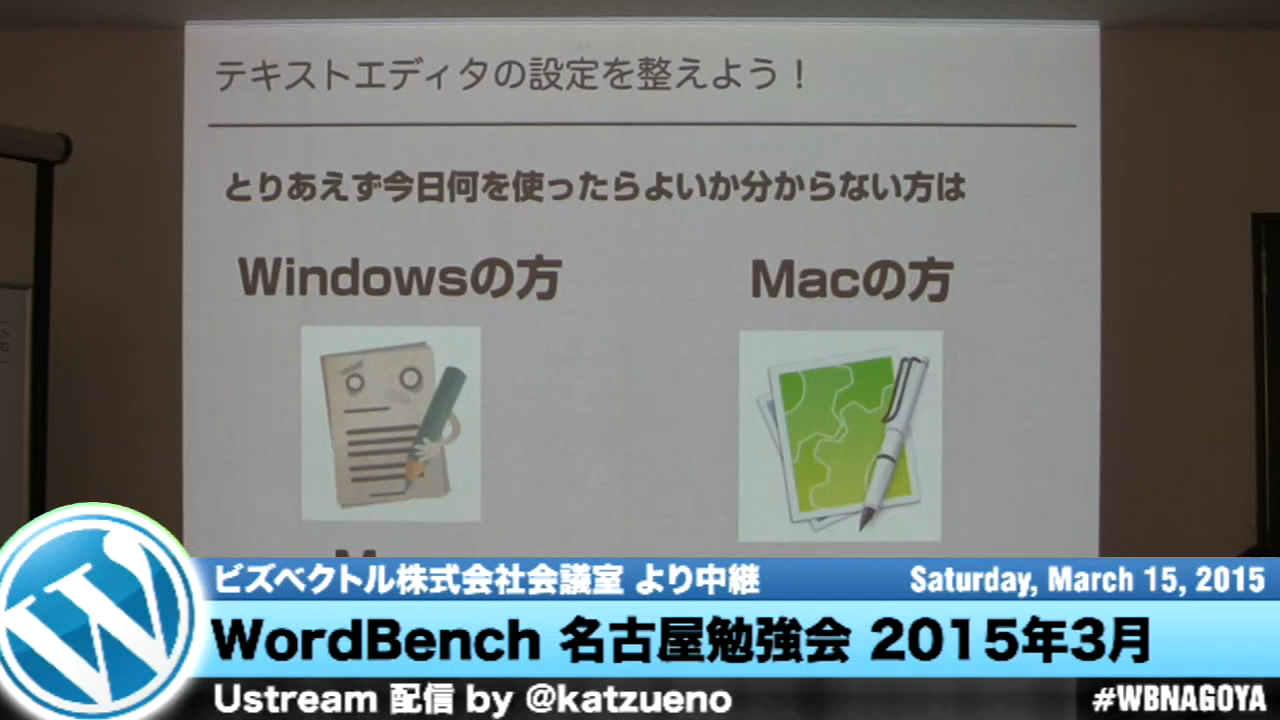 テキストエディタの設定を整えよう！
とりあえず今日何を使ったらよいか分からない方は
Windowsの方
Macの方
ビズベクトル株式会社会議室 より中継
Saturday, March 15, 2015
WordBench 名古屋勉強会 2015年3月
Ustream 配信 by @katzueno
#WBNAGOYA